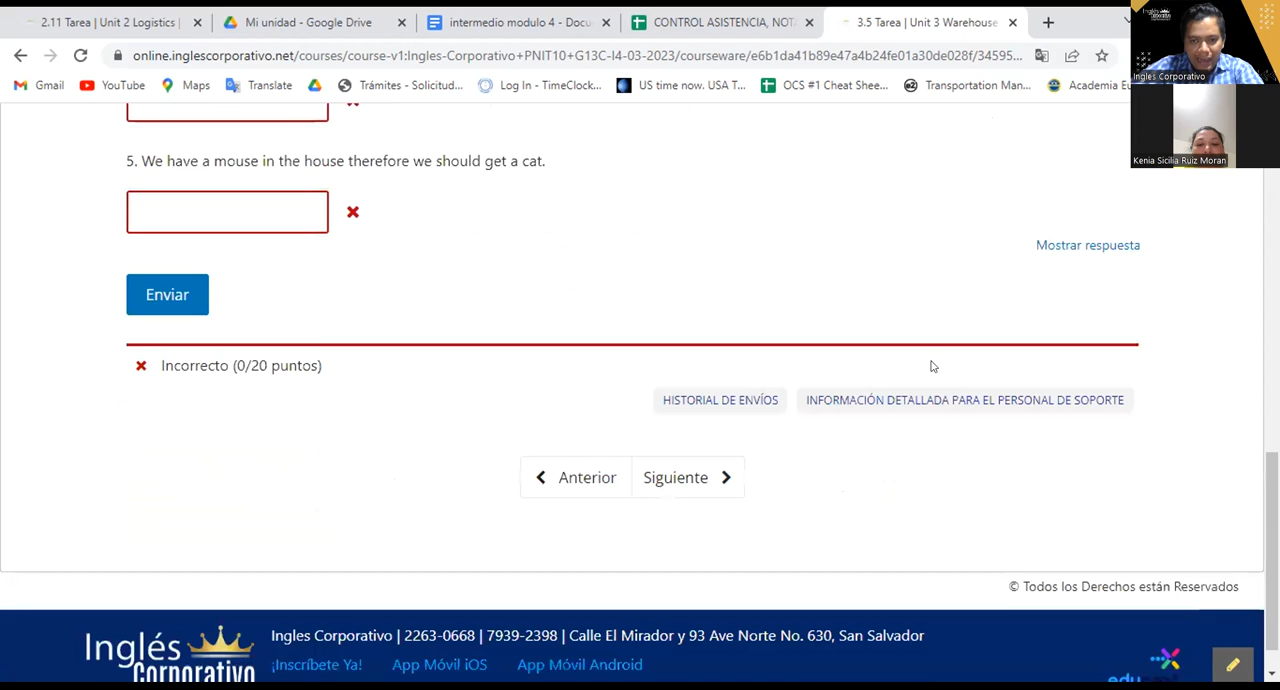 2.11 Tarea | Unit 2 Logistics |
Mi unidad - Google Drive
intrmedio modulo 4 - Docu
CONTROL ASISTENCIA, NOT
3.5 Tarea | Unit 3 Warehouse
online.inglescorporativo.net/courses/course-v1:Ingles-Corporativo+PNIT10+G13C-I4-03-2023/courseware/e6b1da41b89e47a4b24fe01a30de028f/34595...
Gmail
YouTube
Maps
Translate
Trámites - Solicitud...
Log In - TimeClock...
US time now. USA T...
OCS #1 Cheat Shee...
Transportation Man...
Academia Eu
Ingles Corporativo
Kenia Sicilia Ruiz Moran
5. We have a mouse in the house therefore we should get a cat.
Mostrar respuesta
Enviar
Incorrecto (0/20 puntos)
HISTORIAL DE ENVÍOS
INFORMACIÓN DETALLADA PARA EL PERSONAL DE SOPORTE
Anterior
Siguiente
© Todos los Derechos están Reservados
Inglés Corporativo
Ingles Corporativo | 2263-0668 | 7939-2398 | Calle El Mirador y 93 Ave Norte No. 630, San Salvador
¡Inscríbete Ya!
App Móvil iOS
App Móvil Android